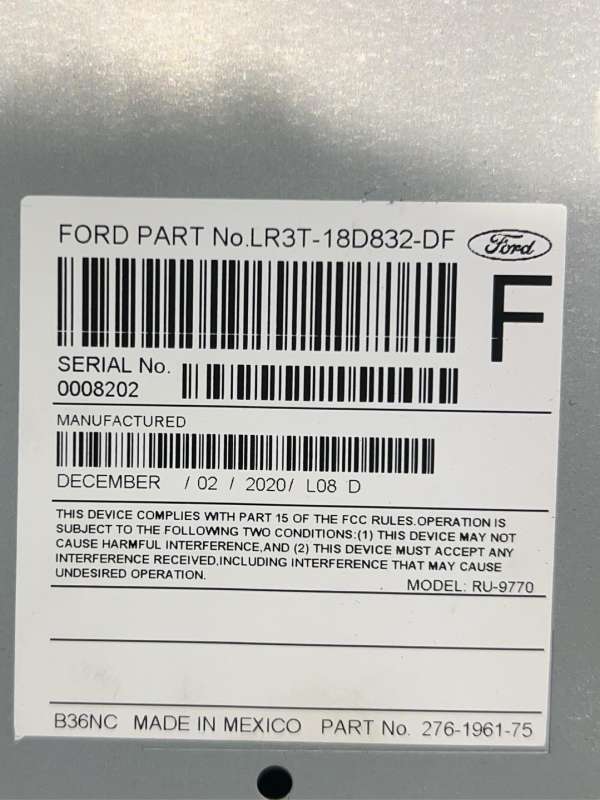 FORD PART No.LR3T-18D832-DF Ford
F
SERIAL No.
0008202
MANUFACTURED
DECEMBER / 02 / 2020/ L08 D
THIS DEVICE COMPLIES WITH PART 15 OF THE FCC RULES.OPERATION IS
SUBJECT TO THE FOLLOWING TWO CONDITIONS:(1) THIS DEVICE MAY NOT
CAUSE HARMFUL INTERFERENCE,AND (2) THIS DEVICE MUST ACCEPT ANY
INTERFERENCE RECEIVED,INCLUDING INTERFERENCE THAT MAY CAUSE
UNDESIRED OPERATION.
MODEL: RU-9770
B36NC MADE IN MEXICO PART No. 276-1961-75